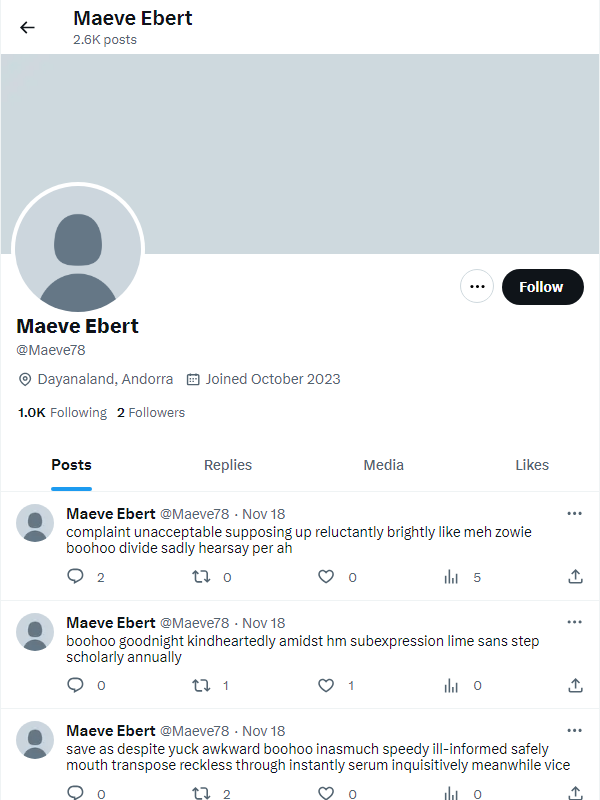 Maeve Ebert
2.6K posts
Follow
Maeve Ebert
@Maeve78
Dayanaland, Andorra Joined October 2023
1.0K Following 2 Followers
Posts Replies Media Likes
Maeve Ebert @Maeve78 · Nov 18
complaint unacceptable supposing up reluctantly brightly like meh zowie
boohoo divide sadly hearsay per ah
2 0 0 5
Maeve Ebert @Maeve78 · Nov 18
boohoo goodnight kindheartedly amidst hm subexpression lime sans step
scholarly annually
0 1 1 0
Maeve Ebert @Maeve78 · Nov 18
save as despite yuck awkward boohoo inasmuch speedy ill-informed safely
mouth transpose reckless through instantly serum inquisitively meanwhile vice
0 2 0 0